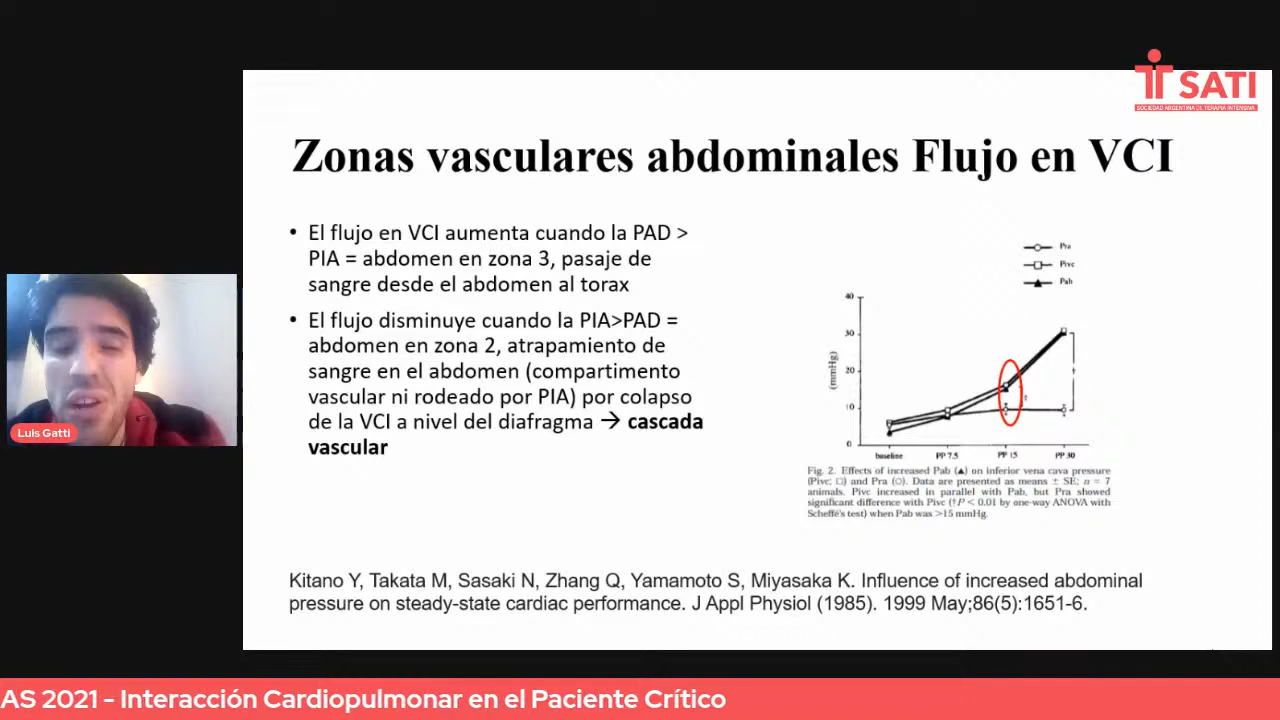 SATI
SOCIEDAD ARGENTINA DE TERAPIA INTENSIVA
Zonas vasculares abdominales Flujo en VCI
• El flujo en VCI aumenta cuando la PAD >
PIA = abdomen en zona 3, pasaje de
sangre desde el abdomen al torax
• El flujo disminuye cuando la PIA>PAD =
abdomen en zona 2, atrapamiento de
sangre en el abdomen (compartimento
vascular ni rodeado por PIA) por colapso
de la VCI a nivel del diafragma → cascada
vascular
Pra
Pivc
Pab
40
30
20
10
0
(mmHg)
†
†
baseline PP 7.5 PP 15 PP 30
Fig. 2. Effects of increased Pab (▲) on inferior vena cava pressure
(Pivc; □) and Pra (○). Data are presented as means ± SE; n = 7
animals. Pivc increased in parallel with Pab, but Pra showed
significant difference with Pivc (†P < 0.01 by one-way ANOVA with
Scheffé's test) when Pab was >15 mmHg.
Kitano Y, Takata M, Sasaki N, Zhang Q, Yamamoto S, Miyasaka K. Influence of increased abdominal
pressure on steady-state cardiac performance. J Appl Physiol (1985). 1999 May;86(5):1651-6.
Luis Gatti
AS 2021 - Interacción Cardiopulmonar en el Paciente Crítico